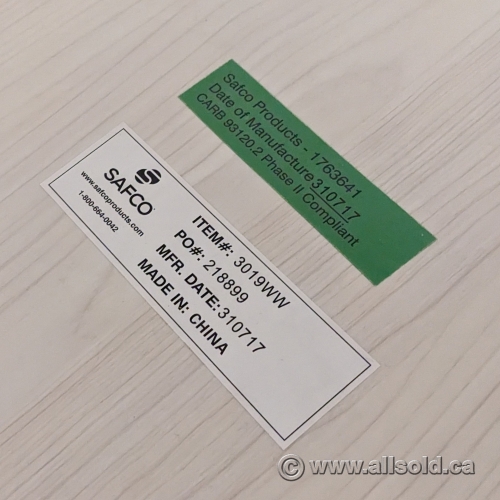 Safco Products - 1763641
Date of Manufacture 310717
CARB 93120.2 Phase II Compliant
SAFCO
www.safcoproducts.com
1-800-664-0042
ITEM#: 3019WW
PO#: 218899
MFR. DATE: 310717
MADE IN: CHINA
© www.allsold.ca